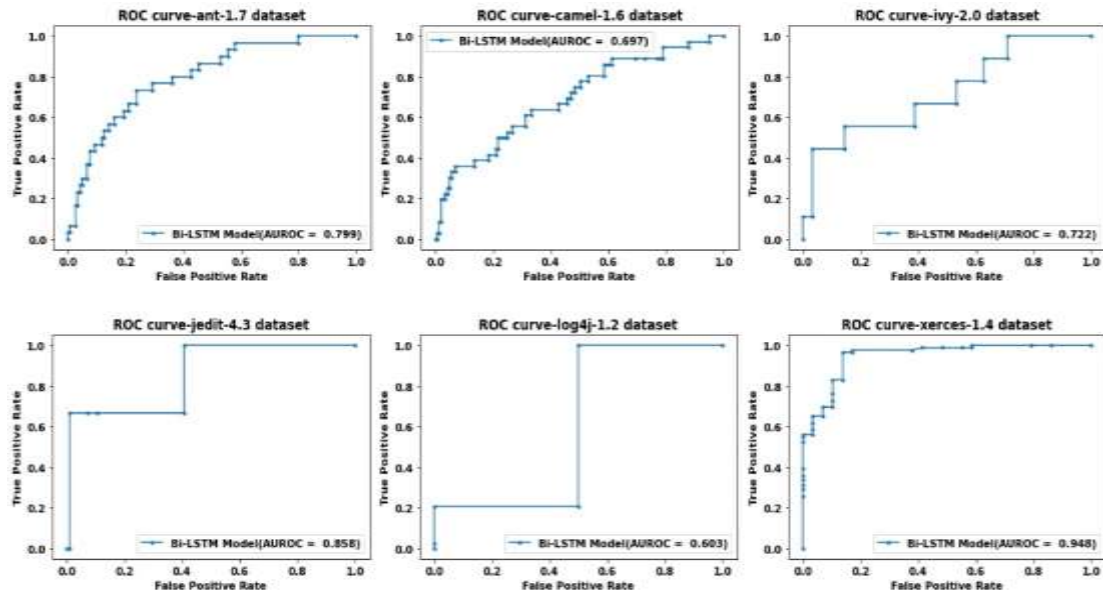 ROC curve-ant-1.7 dataset
True Positive Rate
1.0
0.8
0.6
0.4
0.2
0.0
Bi-LSTM Model(AUROC = 0.799)
0.0 0.2 0.4 0.6 0.8 1.0
False Positive Rate
ROC curve-camel-1.6 dataset
True Positive Rate
1.0
0.8
0.6
0.4
0.2
0.0
Bi-LSTM Model(AUROC = 0.697)
0.0 0.2 0.4 0.6 0.8 1.0
False Positive Rate
ROC curve-ivy-2.0 dataset
True Positive Rate
1.0
0.8
0.6
0.4
0.2
0.0
Bi-LSTM Model(AUROC = 0.722)
0.0 0.2 0.4 0.6 0.8 1.0
False Positive Rate
ROC curve-jedit-4.3 dataset
True Positive Rate
1.0
0.8
0.6
0.4
0.2
0.0
Bi-LSTM Model(AUROC = 0.858)
0.0 0.2 0.4 0.6 0.8 1.0
False Positive Rate
ROC curve-log4j-1.2 dataset
True Positive Rate
1.0
0.8
0.6
0.4
0.2
0.0
Bi-LSTM Model(AUROC = 0.603)
0.0 0.2 0.4 0.6 0.8 1.0
False Positive Rate
ROC curve-xerces-1.4 dataset
True Positive Rate
1.0
0.8
0.6
0.4
0.2
0.0
Bi-LSTM Model(AUROC = 0.948)
0.0 0.2 0.4 0.6 0.8 1.0
False Positive Rate